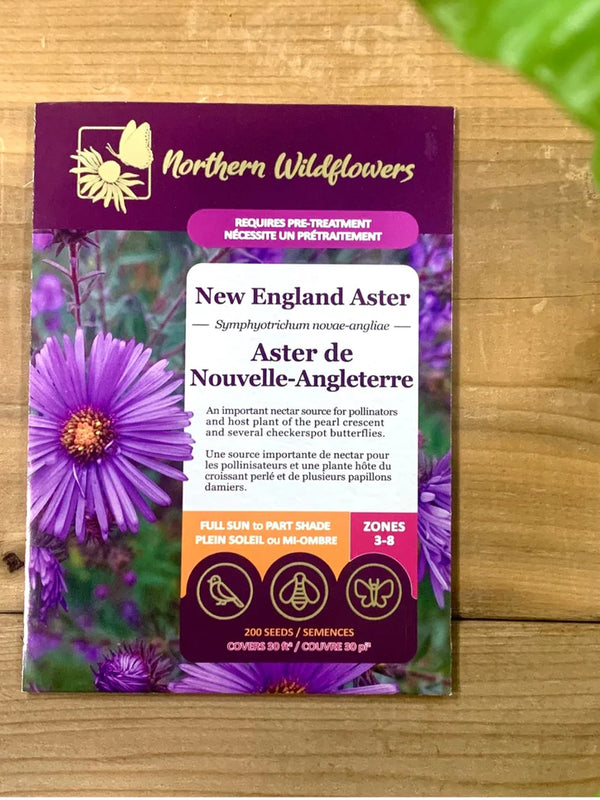 Northern Wildflowers
REQUIRES PRE-TREATMENT
NÉCESSITE UN PRÉTRAITEMENT
New England Aster
Symphyotrichum novae-angliae
Aster de
Nouvelle-Angleterre
An important nectar source for pollinators
and host plant of the pearl crescent
and several checkerspot butterflies.
Une source importante de nectar pour
les pollinisateurs et une plante hôte du
croissant perlé et de plusieurs papillons
damiers.
FULL SUN to PART SHADE
PLEIN SOLEIL ou MI-OMBRE
ZONES
3-8
200 SEEDS / SEMENCES
COVERS 30 ft² / COUVRE 30 pi²